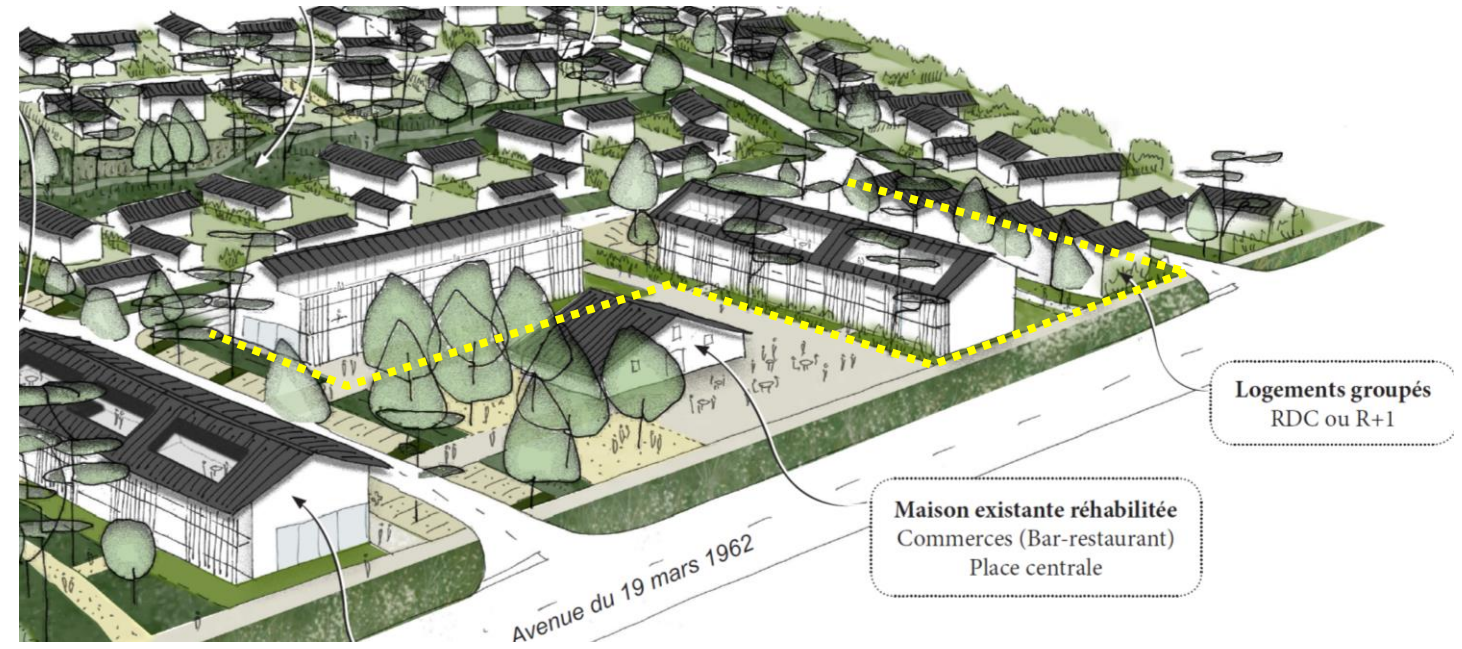 Logements groupés
RDC ou R+1
Maison existante réhabilitée
Commerces (Bar-restaurant)
Place centrale
Avenue du 19 mars 1962